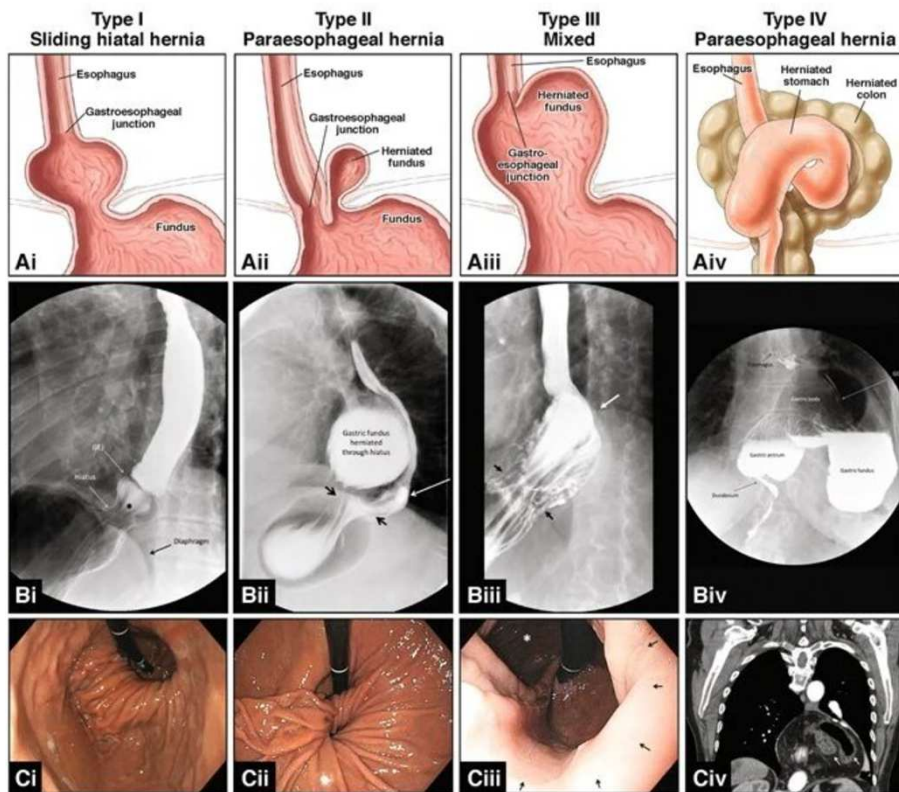 Type I
Sliding hiatal hernia
Type II
Paraesophageal hernia
Type III
Mixed
Type IV
Paraesophageal hernia
Esophagus
Gastroesophageal
junction
Fundus
Ai
Esophagus
Gastroesophageal
junction
Herniated
fundus
Fundus
Aii
Esophagus
Herniated
fundus
Gastro-
esophageal
junction
Aiii
Esophagus
Herniated
stomach
Herniated
colon
Aiv
Hiatus
Diaphragm
Bi
Gastric fundus
herniated
through hiatus
Bii
Biii
Esophagus
Gastric antrum
Gastric fundus
Duodenum
Biv
Ci
Cii
Ciii
Civ